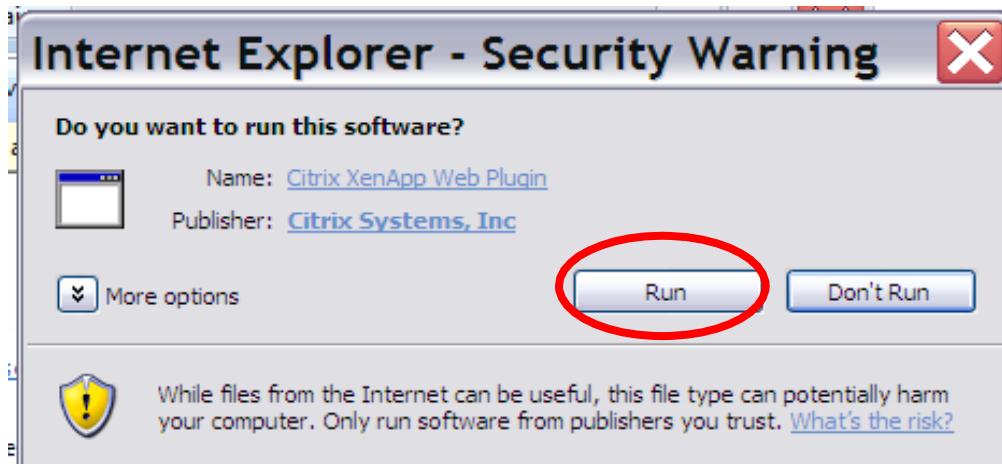 Internet Explorer - Security Warning
Do you want to run this software?
Name: Citrix XenApp Web Plugin
Publisher: Citrix Systems, Inc
More options
Run
Don't Run
While files from the Internet can be useful, this file type can potentially harm
your computer. Only run software from publishers you trust. What's the risk?